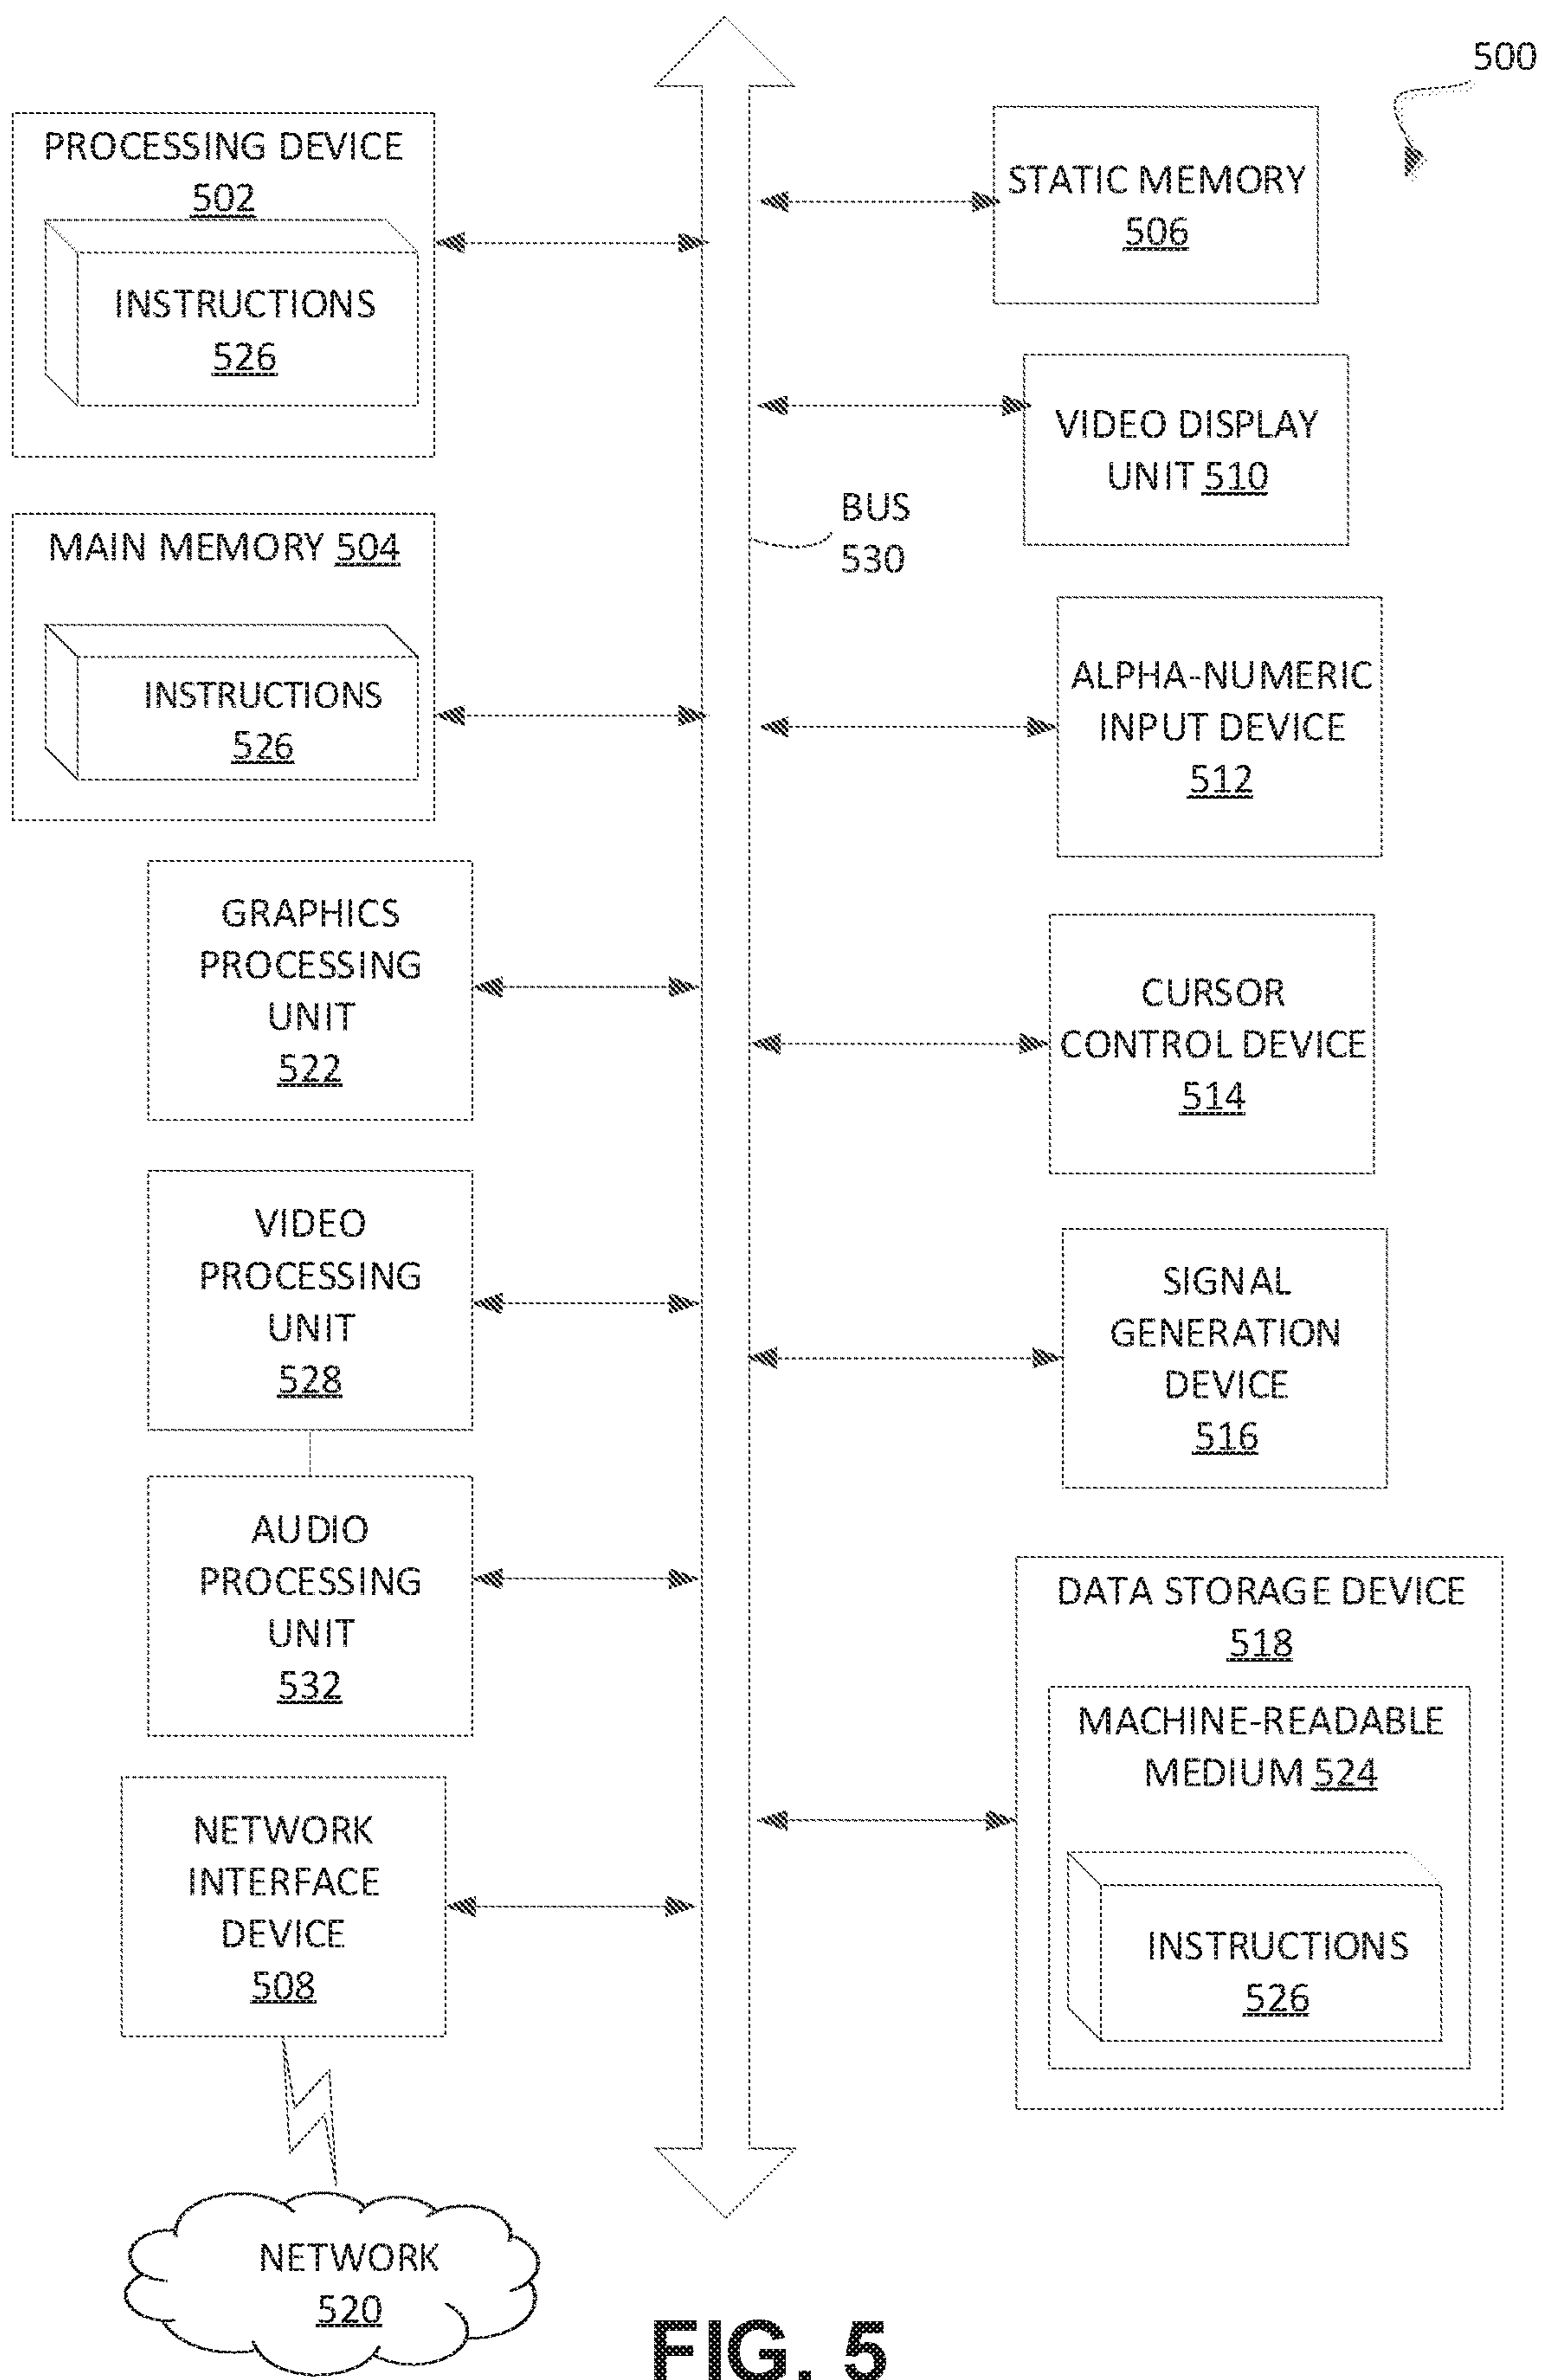 500
PROCESSING DEVICE
502
INSTRUCTIONS
526
MAIN MEMORY 504
INSTRUCTIONS
526
GRAPHICS
PROCESSING
UNIT
522
VIDEO
PROCESSING
UNIT
528
AUDIO
PROCESSING
UNIT
532
NETWORK
INTERFACE
DEVICE
508
NETWORK
520
BUS
530
STATIC MEMORY
506
VIDEO DISPLAY
UNIT 510
ALPHA-NUMERIC
INPUT DEVICE
512
CURSOR
CONTROL DEVICE
514
SIGNAL
GENERATION
DEVICE
516
DATA STORAGE DEVICE
518
MACHINE-READABLE
MEDIUM 524
INSTRUCTIONS
526
FIG. 5